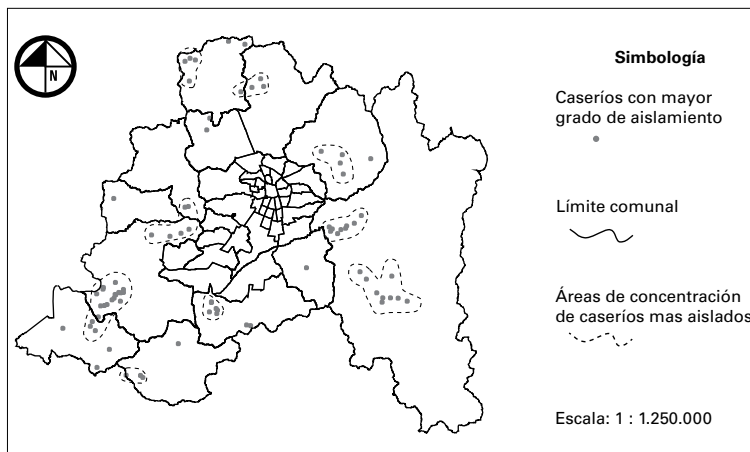 N
Simbología
Caseríos con mayor
grado de aislamiento
Límite comunal
Áreas de concentración
de caseríos mas aislados
Escala: 1 : 1.250.000